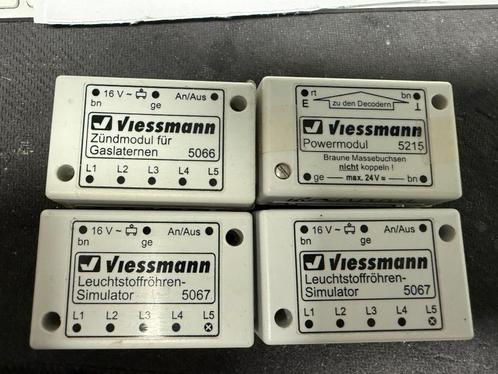 16 V ~ An/Aus
bn ge
Viessmann
Zündmodul für
Gaslaternen 5066
L1 L2 L3 L4 L5
rt bn
E zu den Decodern ⊥
Viessmann
Powermodul 5215
Braune Massebuchsen
nicht koppeln !
ge max. 24 V = bn
16 V ~ An/Aus
bn ge
Viessmann
Leuchtstoffröhren-
Simulator 5067
L1 L2 L3 L4 L5
16 V ~ An/Aus
bn ge
Viessmann
Leuchtstoffröhren-
Simulator 5067
L1 L2 L3 L4 L5